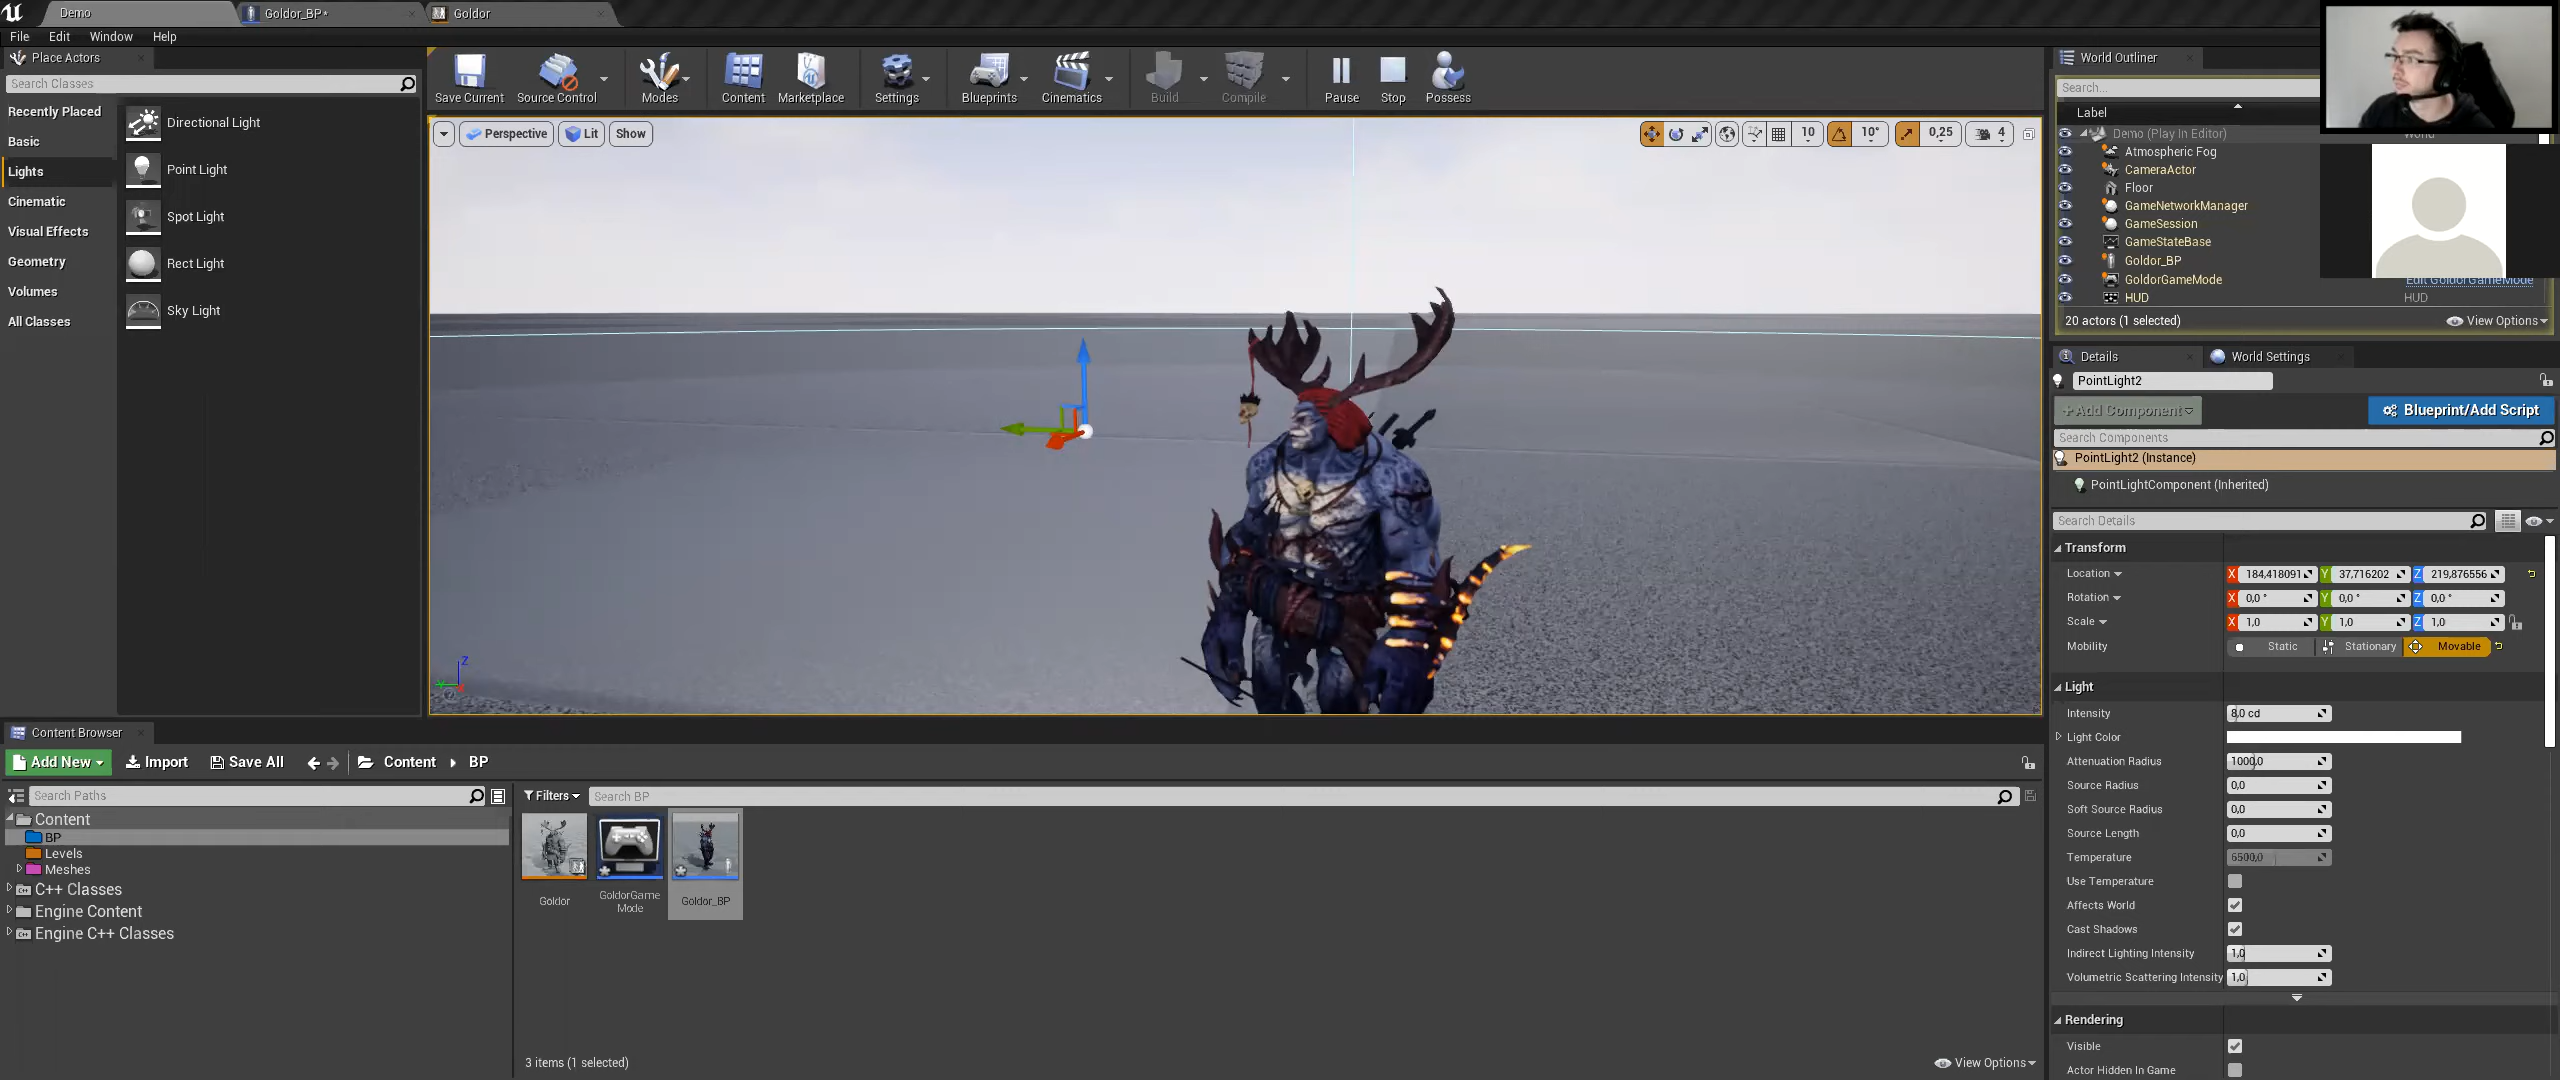 Demo
Goldor_BP*
Goldor
File
Edit
Window
Help
Place Actors
Search Classes
Recently Placed
Basic
Lights
Cinematic
Visual Effects
Geometry
Volumes
All Classes
Directional Light
Point Light
Spot Light
Rect Light
Sky Light
Save Current
Source Control
Modes
Content
Marketplace
Settings
Blueprints
Cinematics
Build
Compile
Pause
Stop
Possess
Perspective
Lit
Show
10
10°
0,25
4
Z
World Outliner
Search...
Label
Demo (Play In Editor)
World
Atmospheric Fog
CameraActor
Floor
GameNetworkManager
GameSession
GameStateBase
Goldor_BP
GoldorGameMode
Edit GoldorGameMode
HUD
HUD
20 actors (1 selected)
View Options
Details
World Settings
PointLight2
+ Add Component
Blueprint/Add Script
Search Components
PointLight2 (Instance)
PointLightComponent (Inherited)
Search Details
Transform
Location
X 184,418091
Y 37,716202
Z 219,876556
Rotation
X 0,0 °
Y 0,0 °
Z 0,0 °
Scale
X 1,0
Y 1,0
Z 1,0
Mobility
Static
Stationary
Movable
Light
Intensity
8,0 cd
Light Color
Attenuation Radius
1000,0
Source Radius
0,0
Soft Source Radius
0,0
Source Length
0,0
Temperature
6500,0
Use Temperature
Affects World
Cast Shadows
Indirect Lighting Intensity
1,0
Volumetric Scattering Intensity
1,0
Rendering
Visible
Actor Hidden In Game
Content Browser
Add New
Import
Save All
Content
BP
Search Paths
Content
BP
Levels
Meshes
C++ Classes
Engine Content
Engine C++ Classes
Filters
Search BP
Goldor
GoldorGame
Mode
Goldor_BP
3 items (1 selected)
View Options